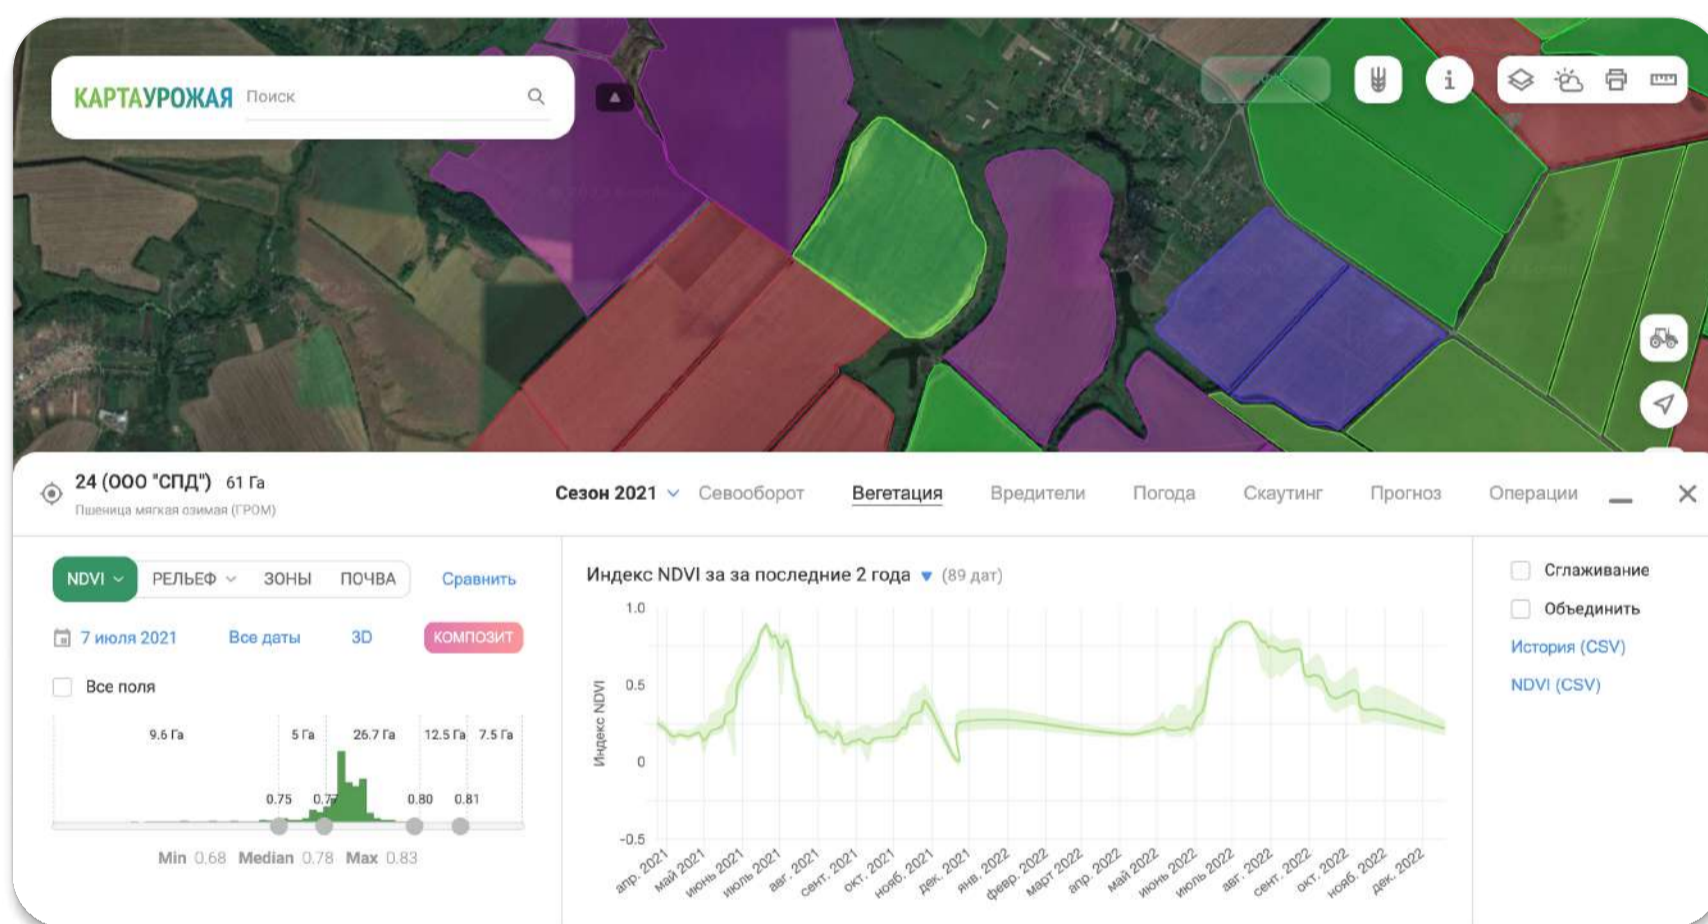 КАРТАУРОЖАЯ Поиск
24 (ООО "СПД") 61 Га
Пшеница мягкая озимая (ГРОМ)
Сезон 2021 Севооборот Вегетация Вредители Погода Скаутинг Прогноз Операции
NDVI РЕЛЬЕФ ЗОНЫ ПОЧВА Сравнить
7 июля 2021 Все даты 3D КОМПОЗИТ
Все поля
9.6 Га 5 Га 26.7 Га 12.5 Га 7.5 Га
0.75 0.77 0.80 0.81
Min 0.68 Median 0.78 Max 0.83
Индекс NDVI за за последние 2 года (89 дат)
Индекс NDVI
1.0
0.5
0
-0.5
апр. 2021 май 2021 июнь 2021 июль 2021 авг. 2021 сент. 2021 окт. 2021 нояб. 2021 дек. 2021 янв. 2022 февр. 2022 март 2022 апр. 2022 май 2022 июнь 2022 июль 2022 авг. 2022 сент. 2022 окт. 2022 нояб. 2022 дек. 2022
Сглаживание
Объединить
История (CSV)
NDVI (CSV)